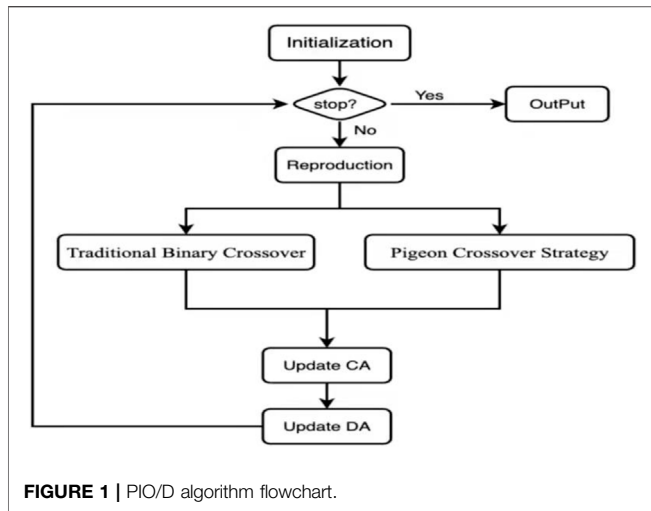 Initialization
stop?
Yes
OutPut
No
Reproduction
Traditional Binary Crossover
Pigeon Crossover Strategy
Update CA
Update DA
FIGURE 1 | PIO/D algorithm flowchart.